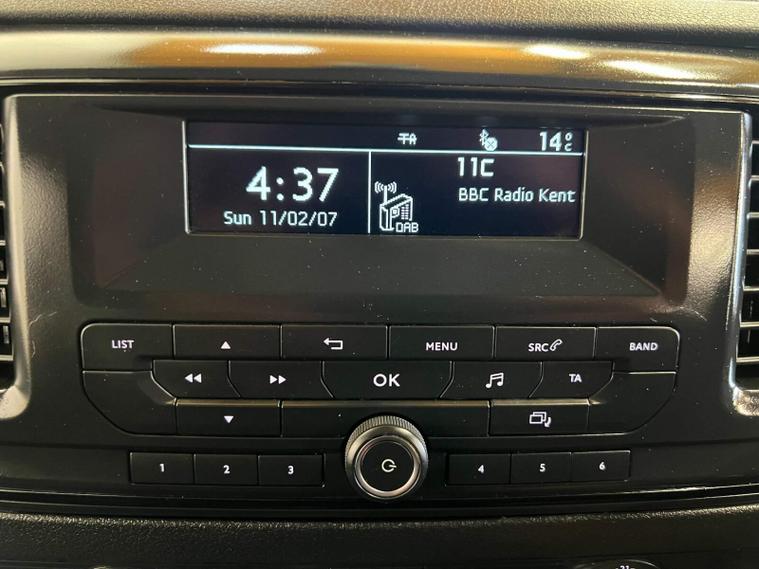 TA
14°C
4:37
11C
BBC Radio Kent
Sun 11/02/07
DAB
LIST
MENU
SRC
BAND
OK
TA
1
2
3
4
5
6